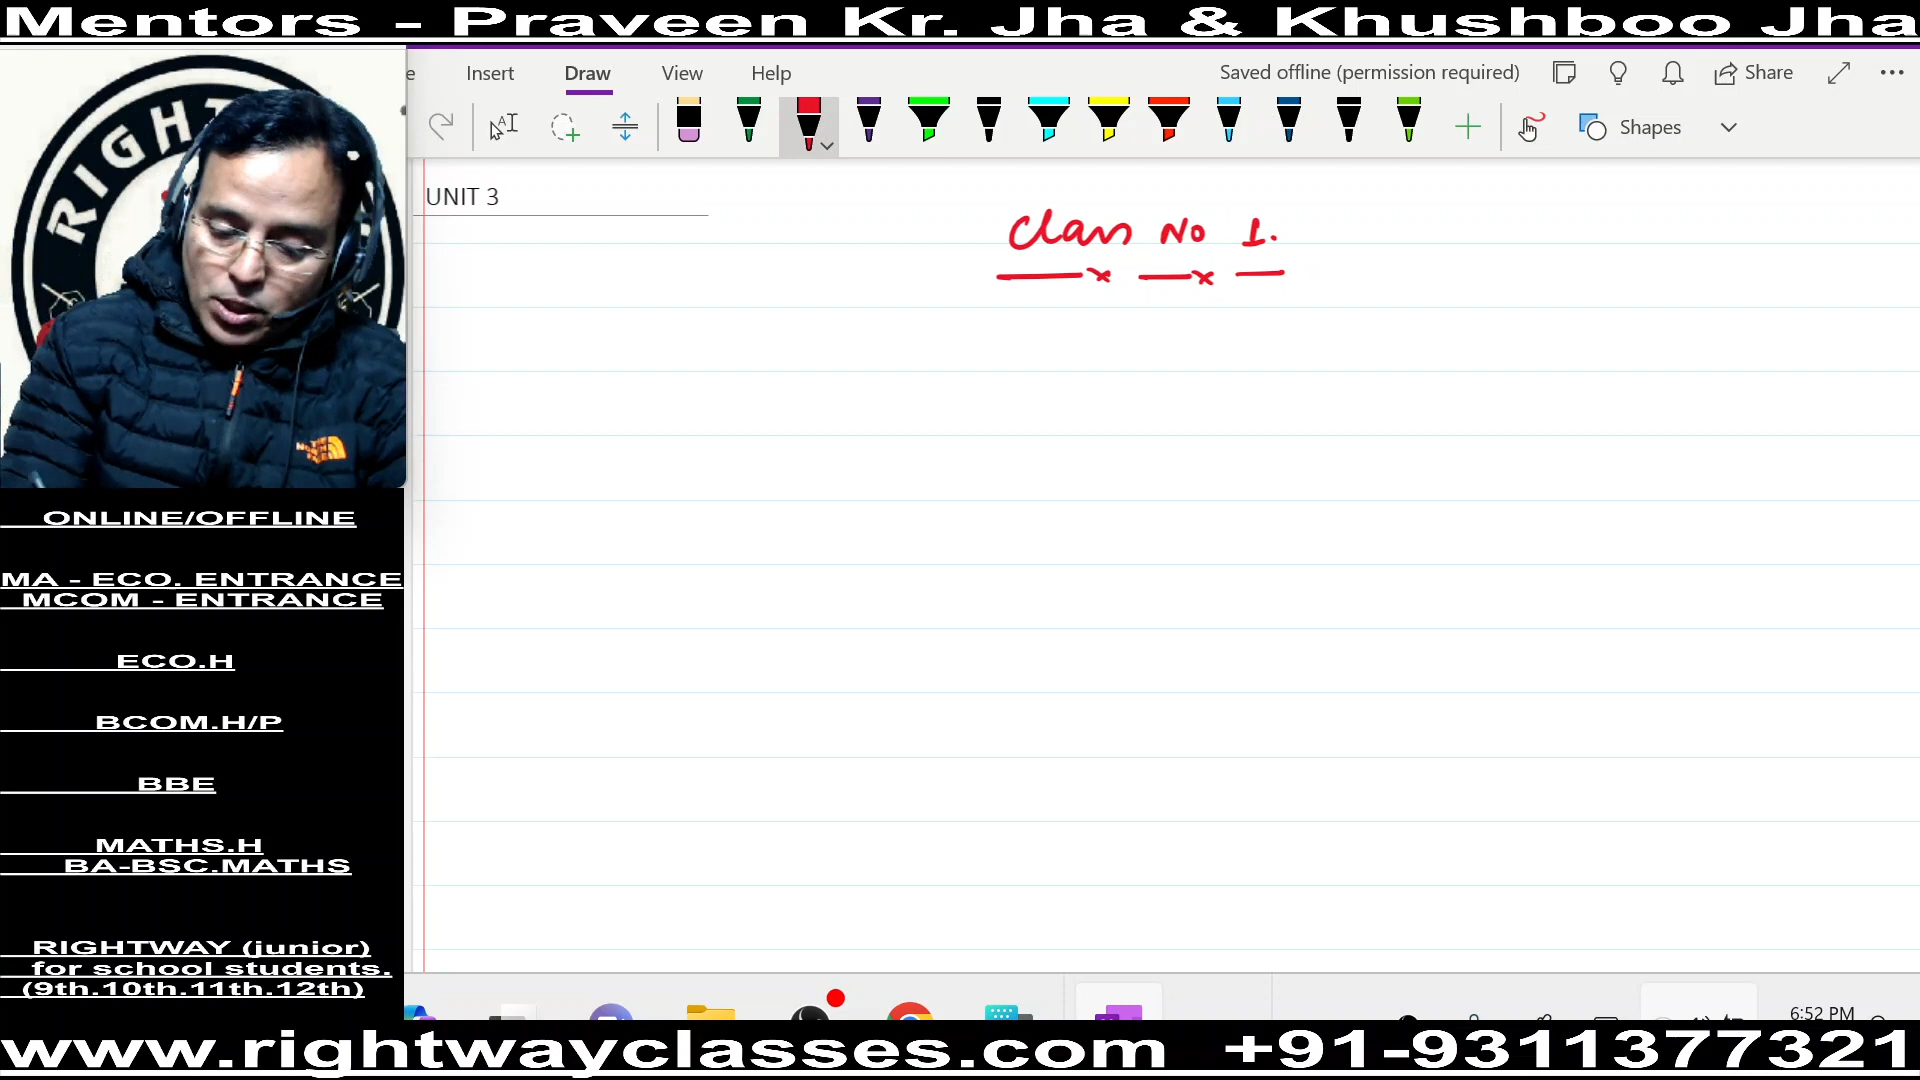 Mentors - Praveen Kr. Jha & Khushboo Jha
Insert Draw View Help
Saved offline (permission required)
Share
Shapes
RIGHT
UNIT 3
Class No 1.
ONLINE/OFFLINE
MA - ECO. ENTRANCE
MCOM - ENTRANCE
ECO.H
BCOM.H/P
BBE
MATHS.H
BA-BSC.MATHS
RIGHTWAY (junior)
for school students.
(9th.10th.11th.12th)
6:52 PM
www.rightwayclasses.com +91-9311377321